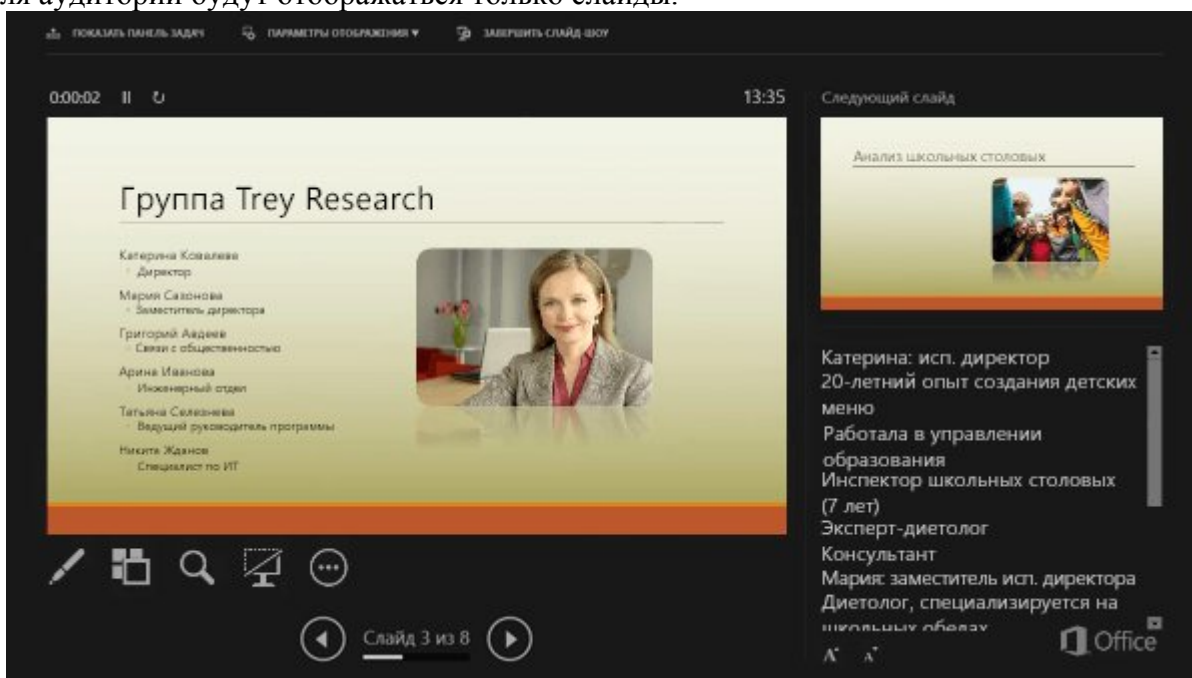 ля аудитории будут отображаться только слайды.
ПОКАЗАТЬ ПАНЕЛЬ ЗАДАЧ ПАРАМЕТРЫ ОТОБРАЖЕНИЯ ▼ ЗАВЕРШИТЬ СЛАЙД-ШОУ
0:00:02 13:35
Группа Trey Research
Катерина Ковалева
Директор
Мария Сазонова
Заместитель директора
Григорий Авдеев
Связи с общественностью
Арина Иванова
Инженерный отдел
Татьяна Селезнева
Ведущий руководитель программы
Никита Жданов
Специалист по ИТ
Слайд 3 из 8
Следующий слайд
Анализ школьных столовых
Катерина: исп. директор
20-летний опыт создания детских
меню
Работала в управлении
образования
Инспектор школьных столовых
(7 лет)
Эксперт-диетолог
Консультант
Мария: заместитель исп. директора
Диетолог, специализируется на
школьных обедах
Office
A A